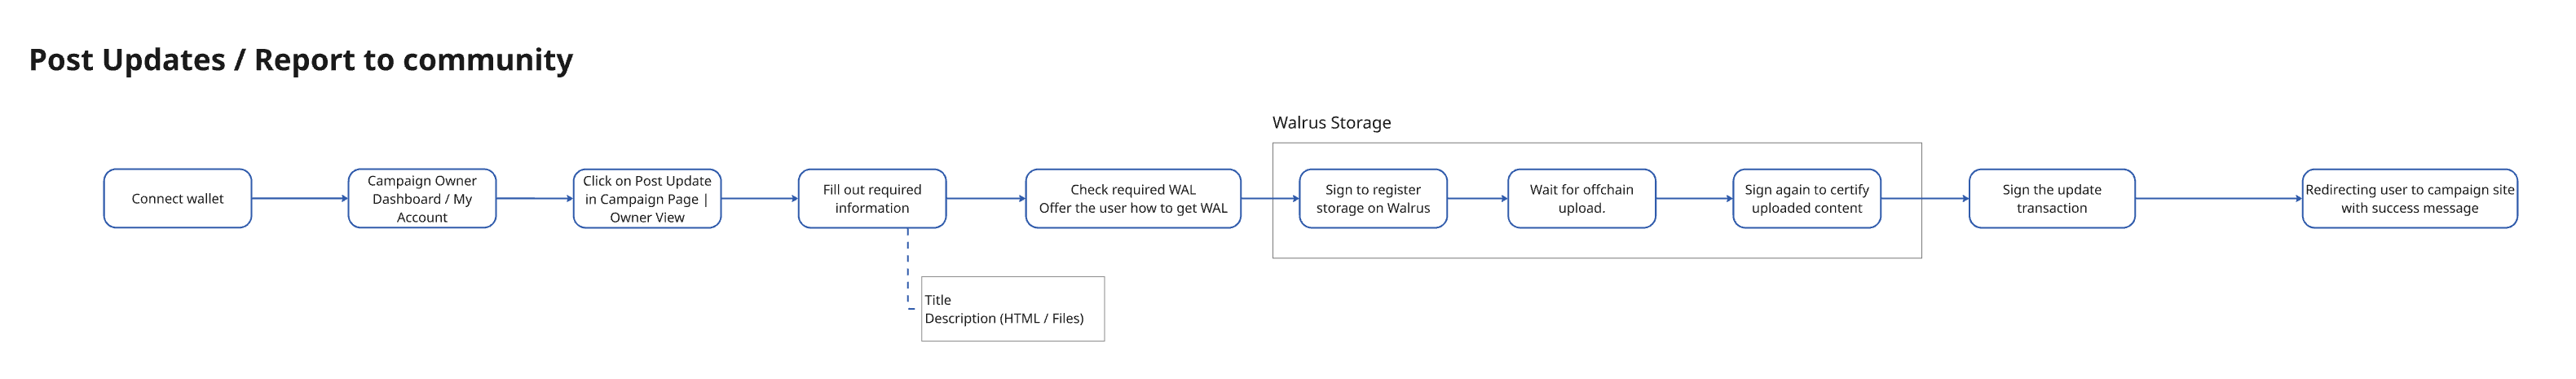 Post Updates / Report to community
Walrus Storage
Connect wallet
Campaign Owner
Dashboard / My
Account
Click on Post Update
in Campaign Page |
Owner View
Fill out required
information
Check required WAL
Offer the user how to get WAL
Sign to register
storage on Walrus
Wait for offchain
upload.
Sign again to certify
uploaded content
Sign the update
transaction
Redirecting user to campaign site
with success message
Title
Description (HTML / Files)